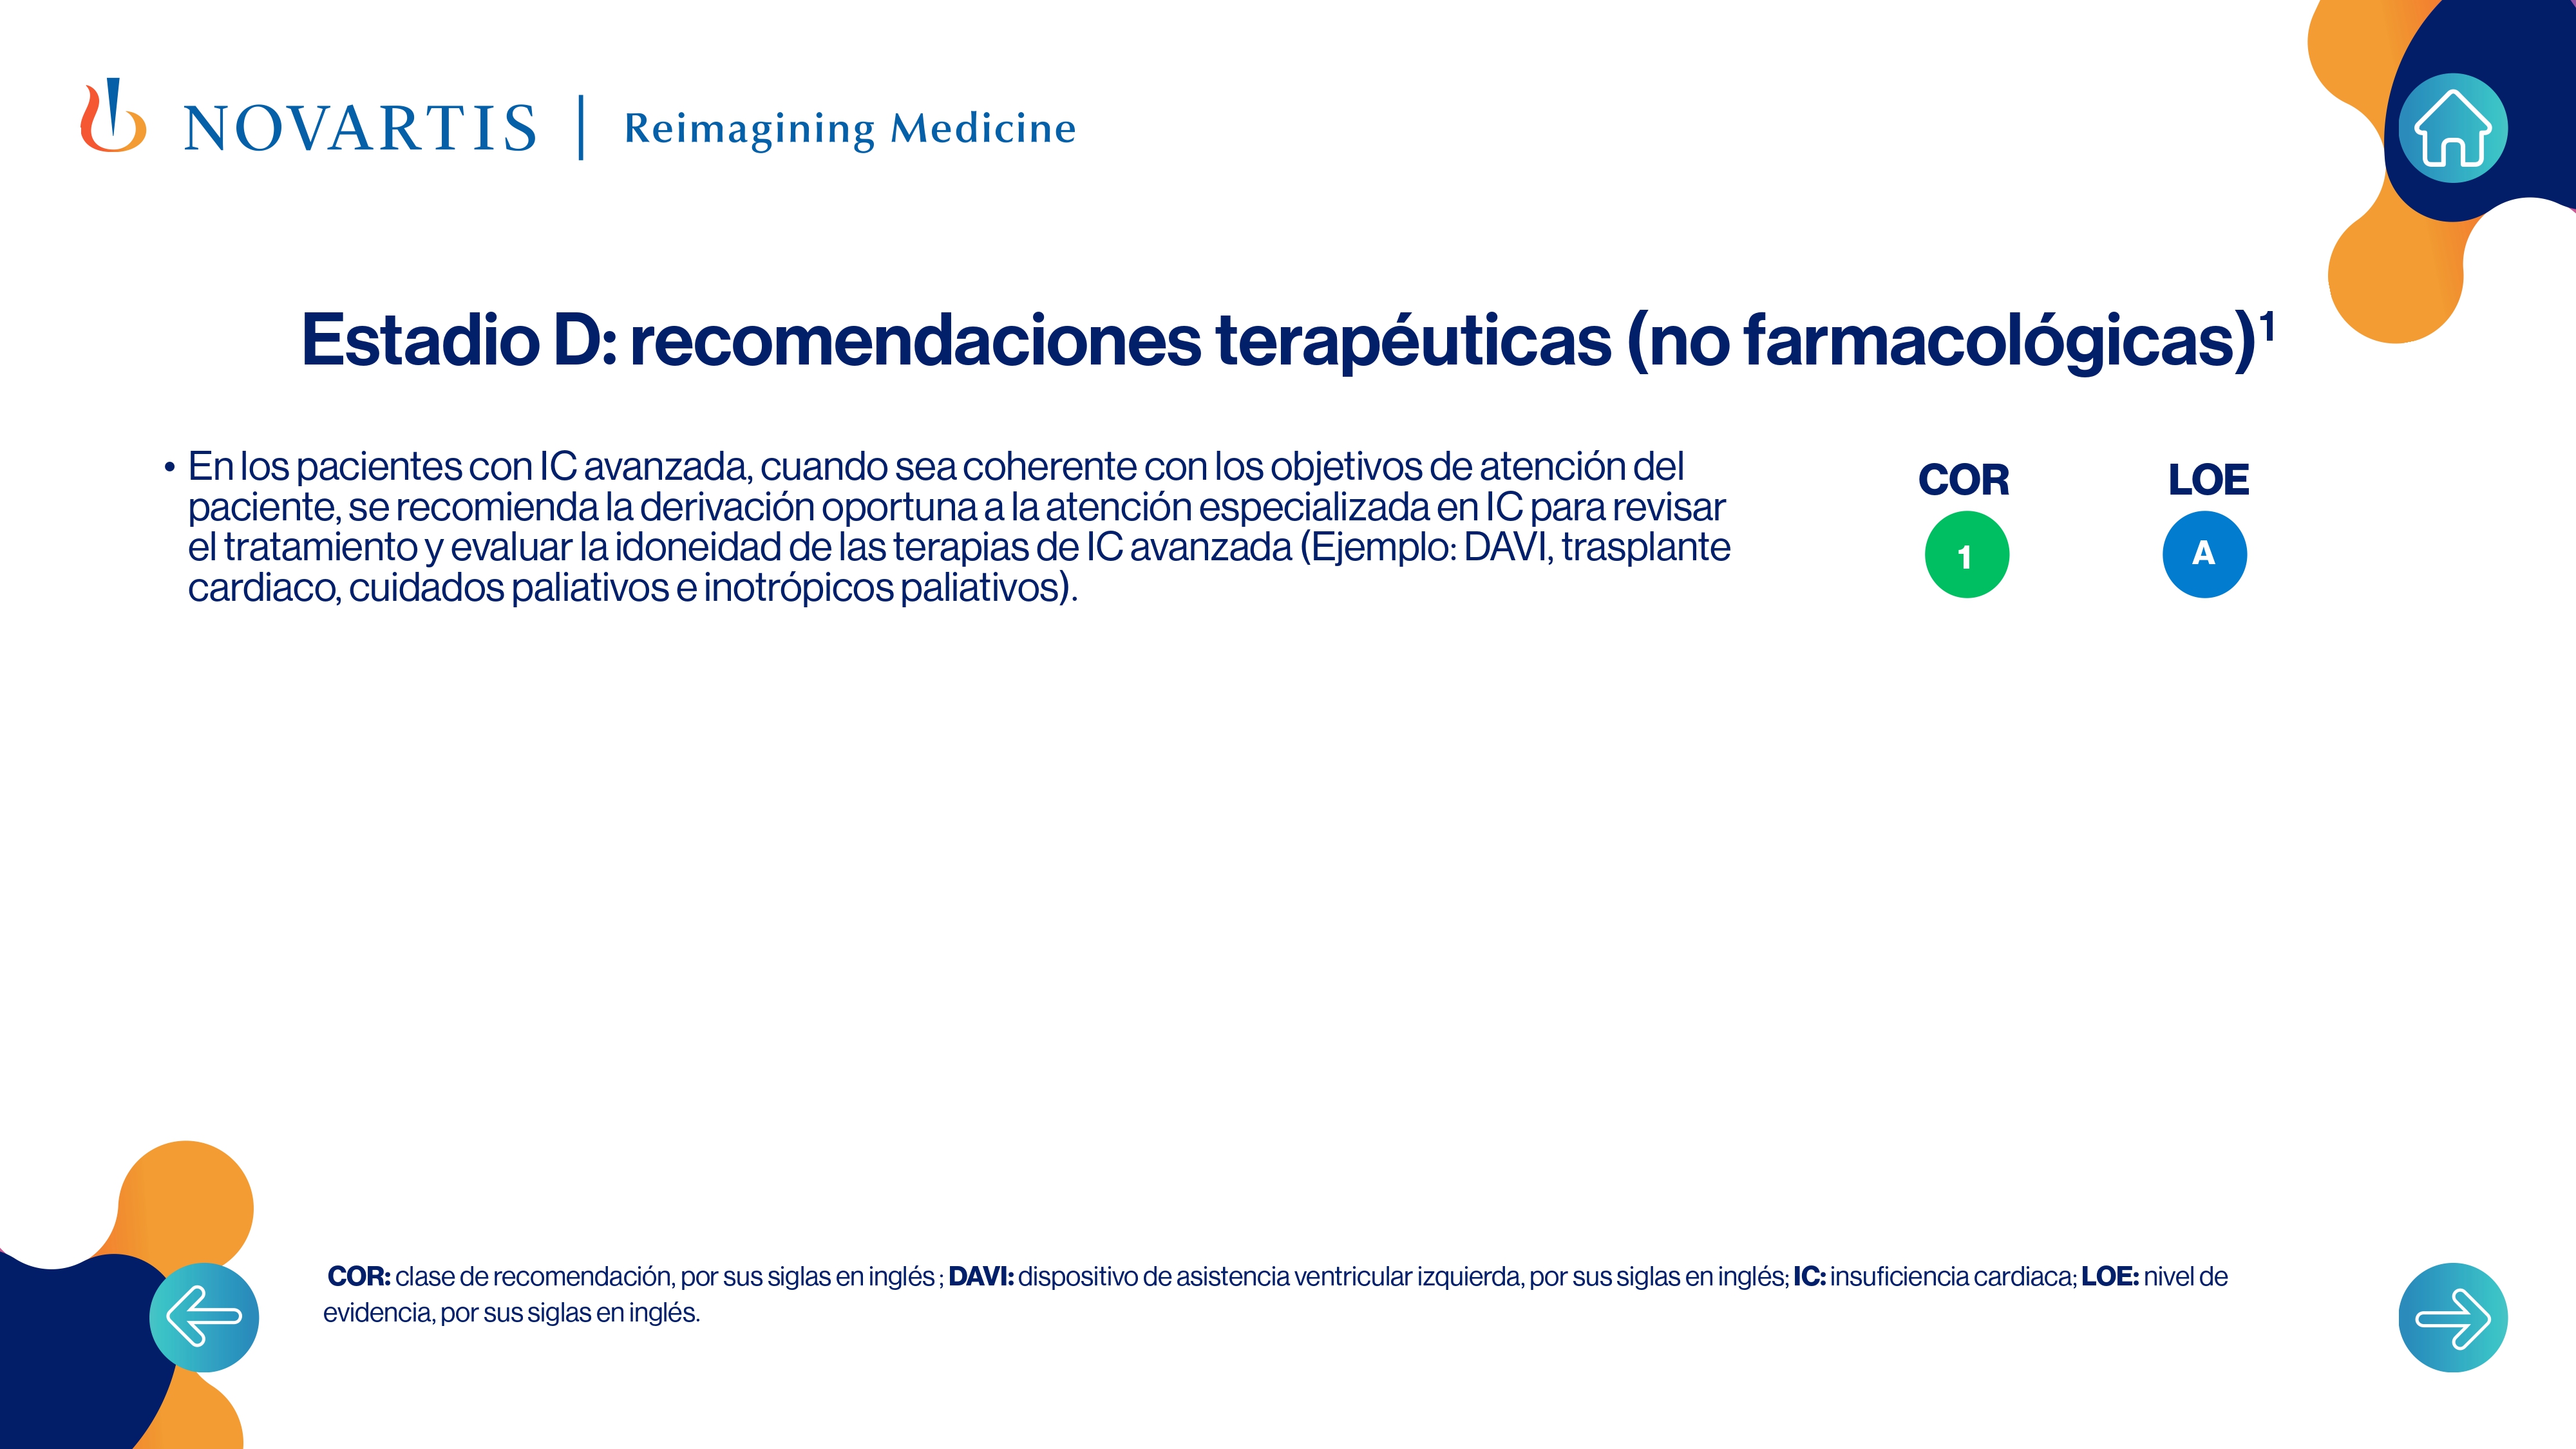 NOVARTIS | Reimagining Medicine
Estadio D: recomendaciones terapéuticas (no farmacológicas)¹
• En los pacientes con IC avanzada, cuando sea coherente con los objetivos de atención del
paciente, se recomienda la derivación oportuna a la atención especializada en IC para revisar
el tratamiento y evaluar la idoneidad de las terapias de IC avanzada (Ejemplo: DAVI, trasplante
cardiaco, cuidados paliativos e inotrópicos paliativos).
COR LOE
1 A
COR: clase de recomendación, por sus siglas en inglés ; DAVI: dispositivo de asistencia ventricular izquierda, por sus siglas en inglés; IC: insuficiencia cardiaca; LOE: nivel de
evidencia, por sus siglas en inglés.